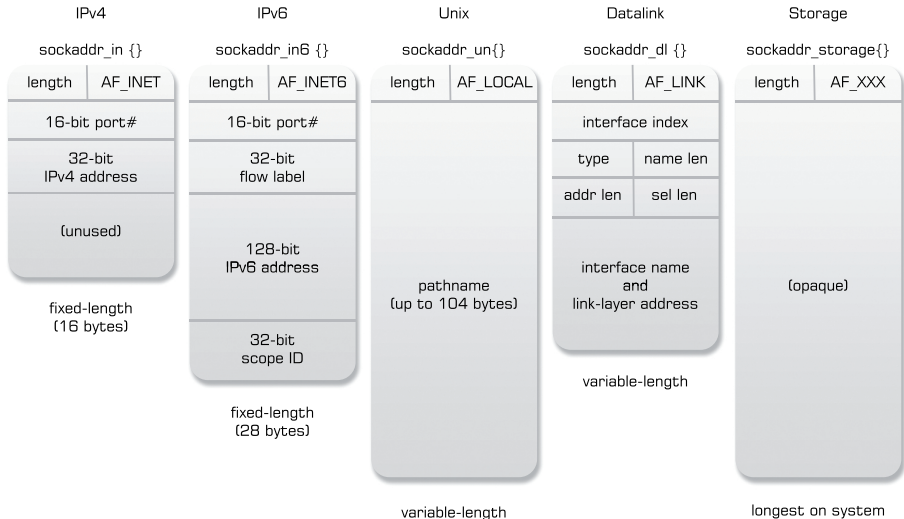 IPv4
sockaddr_in {}
length AF_INET
16-bit port#
32-bit
IPv4 address
(unused)
fixed-length
(16 bytes)
IPv6
sockaddr_in6 {}
length AF_INET6
16-bit port#
32-bit
flow label
128-bit
IPv6 address
32-bit
scope ID
fixed-length
(28 bytes)
Unix
sockaddr_un{}
length AF_LOCAL
pathname
(up to 104 bytes)
variable-length
Datalink
sockaddr_dl {}
length AF_LINK
interface index
type name len
addr len sel len
interface name
and
link-layer address
variable-length
Storage
sockaddr_storage{}
length AF_XXX
(opaque)
longest on system